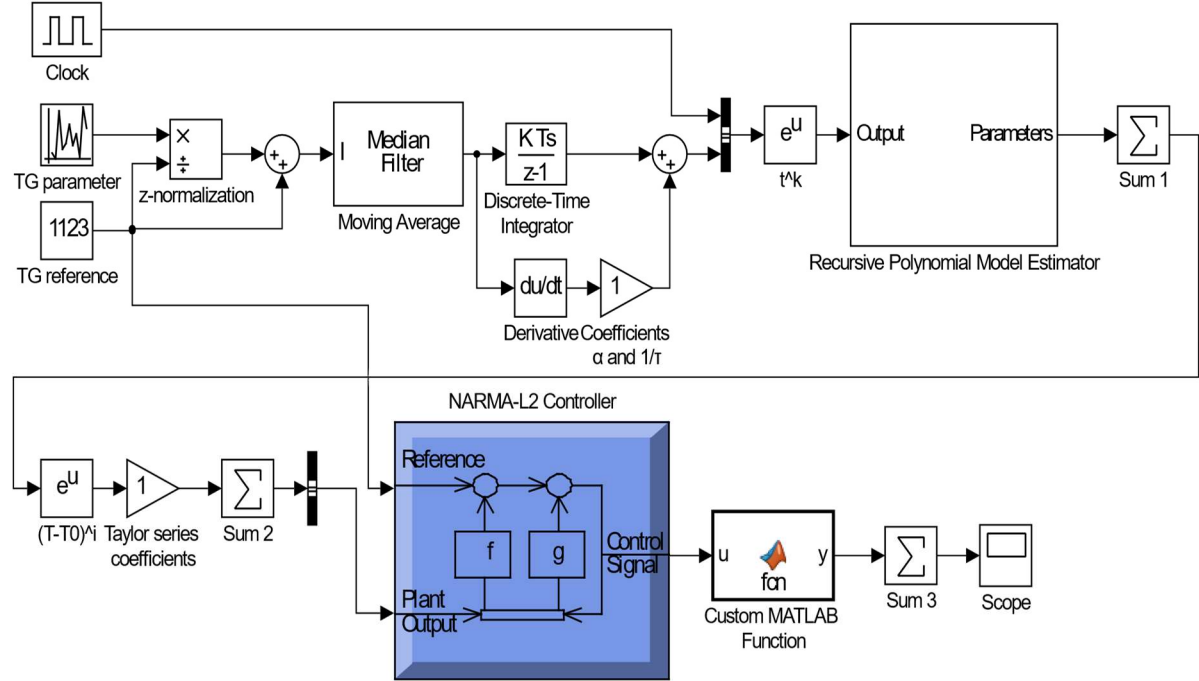 Clock
TG parameter
×
÷
z-normalization
1123
TG reference
+
+
I
Median
Filter
Moving Average
K Ts
z-1
Discrete-Time
Integrator
du/dt
Derivative
1
Coefficients
α and 1/τ
+
+
e^u
t^k
Output
Parameters
Recursive Polynomial Model Estimator
Σ
Sum 1
e^u
(T-T0)^i
1
Taylor series
coefficients
Σ
Sum 2
NARMA-L2 Controller
Reference
f
g
Control
Signal
Plant
Output
u
y
fcn
Custom MATLAB
Function
Σ
Sum 3
Scope